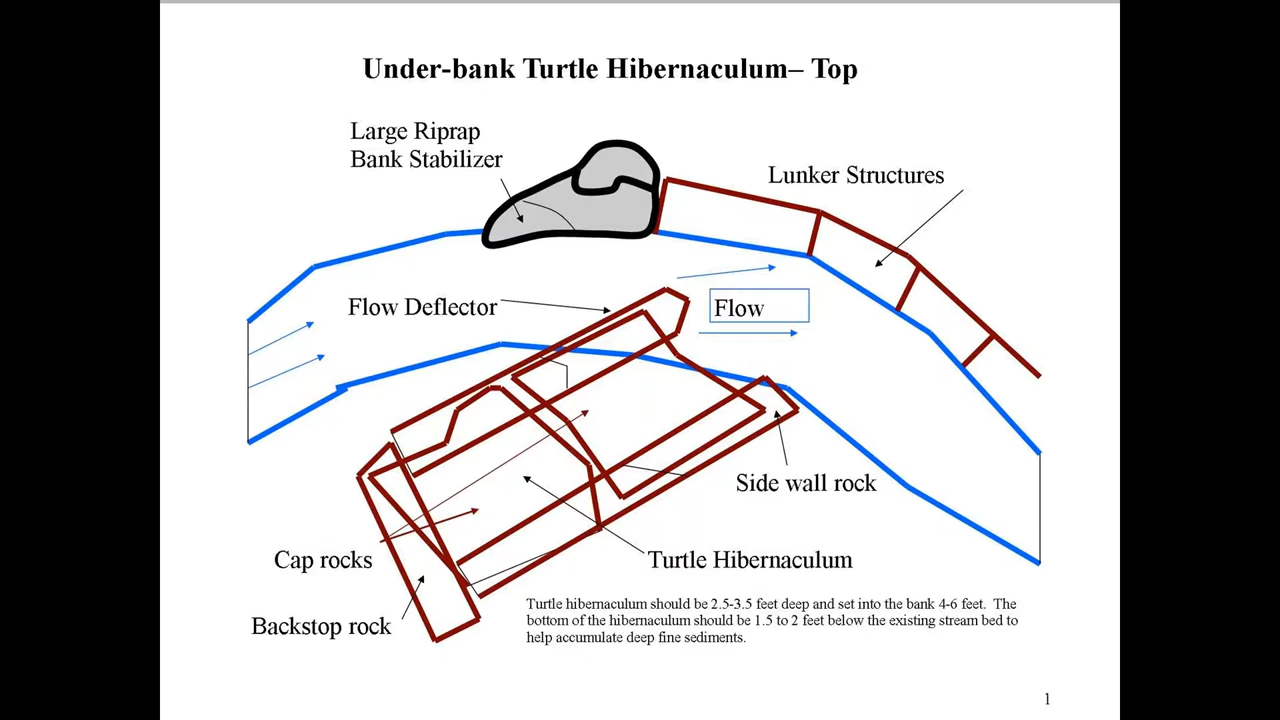 Under-bank Turtle Hibernaculum– Top
Large Riprap
Bank Stabilizer
Lunker Structures
Flow Deflector
Flow
Side wall rock
Cap rocks
Turtle Hibernaculum
Backstop rock
Turtle hibernaculum should be 2.5-3.5 feet deep and set into the bank 4-6 feet. The
bottom of the hibernaculum should be 1.5 to 2 feet below the existing stream bed to
help accumulate deep fine sediments.
1